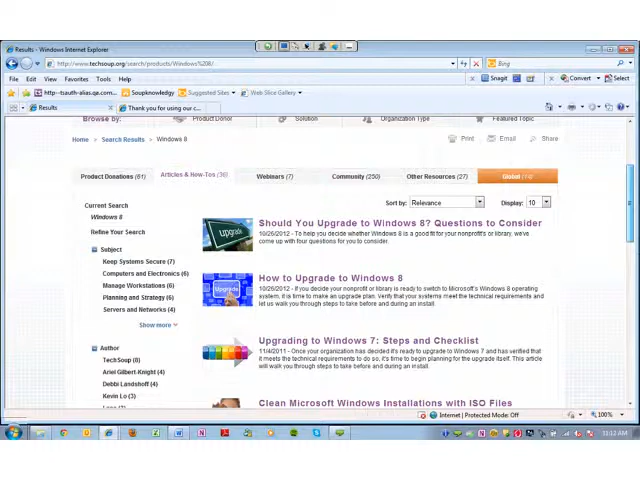 Results - Windows Internet Explorer
http://www.techsoup.org/search/products/Windows%208/
Bing
File Edit View Favorites Tools Help
Snagit
Convert Select
http--tsauth-alias.qa.com... Soupknowledg Suggested Sites Web Slice Gallery
Results
Thank you for using our c...
Browse by: Product Donor Solution Organization Type Featured Topic
Home Search Results Windows 8
Print Email Share
Product Donations (61) Articles & How-Tos (36) Webinars (7) Community (250) Other Resources (27) Global (14)
Sort by: Relevance Display: 10
Current Search
Windows 8
Refine Your Search
Subject
Keep Systems Secure (7)
Computers and Electronics (6)
Manage Workstations (6)
Planning and Strategy (6)
Servers and Networks (4)
Show more
Author
TechSoup (8)
Ariel Gilbert-Knight (4)
Debbi Landshoff (4)
Kevin Lo (3)
upgrade
Should You Upgrade to Windows 8? Questions to Consider
10/26/2012 - To help you decide whether Windows 8 is a good fit for your nonprofit or library, we've
come up with four questions for you to consider.
Upgrade
How to Upgrade to Windows 8
10/26/2012 - If you decide your nonprofit or library is ready to switch to Windows 8 operating
system, it is time to make an upgrade plan. Verify that your systems meet the technical requirements and
let us walk you through steps to take before and during an install.
Upgrading to Windows 7: Steps and Checklist
11/4/2011 - Once your organization has decided it's ready to upgrade to Windows 7 and has verified that
it meets the technical requirements to do so, it's time to begin planning for the upgrade itself. This article
will walk you through steps to take before and during an install.
Clean Microsoft Windows Installations with ISO Files
Internet | Protected Mode: Off
100%
11:12 AM